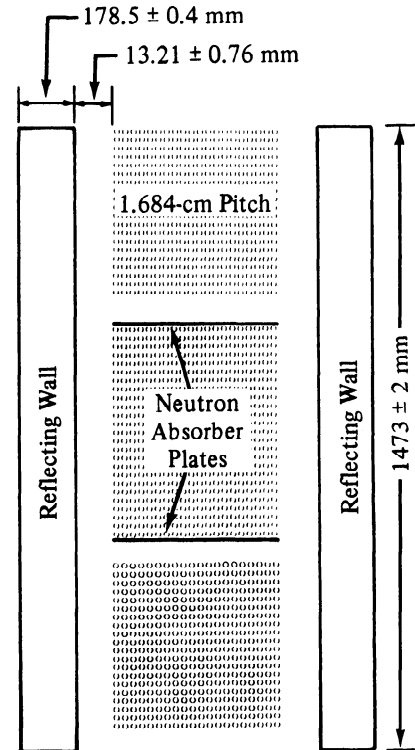 178.5 ± 0.4 mm
13.21 ± 0.76 mm
1.684-cm Pitch
Reflecting Wall
Neutron
Absorber
Plates
Reflecting Wall
1473 ± 2 mm